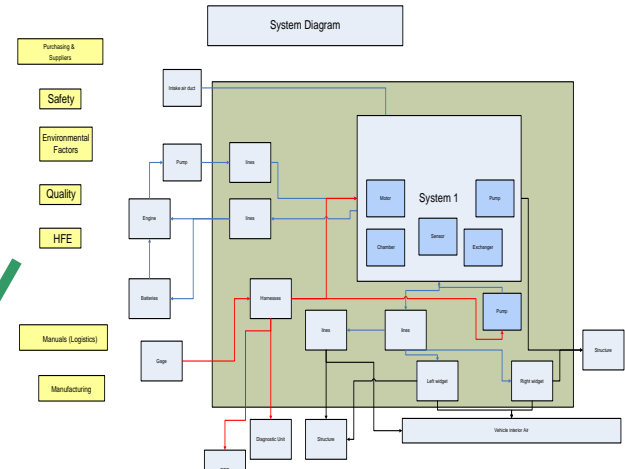 System Diagram
Purchasing &
Suppliers
Safety
Environmental
Factors
Quality
HFE
Manuals (Logistics)
Manufacturing
Intake air duct
Pump
lines
Engine
lines
Batteries
Harnesses
Gage
Motor
System 1
Pump
Chamber
Sensor
Exchanger
Pump
lines
lines
Structure
Left widget
Right widget
Diagnostic Unit
Structure
Vehicle interior Air